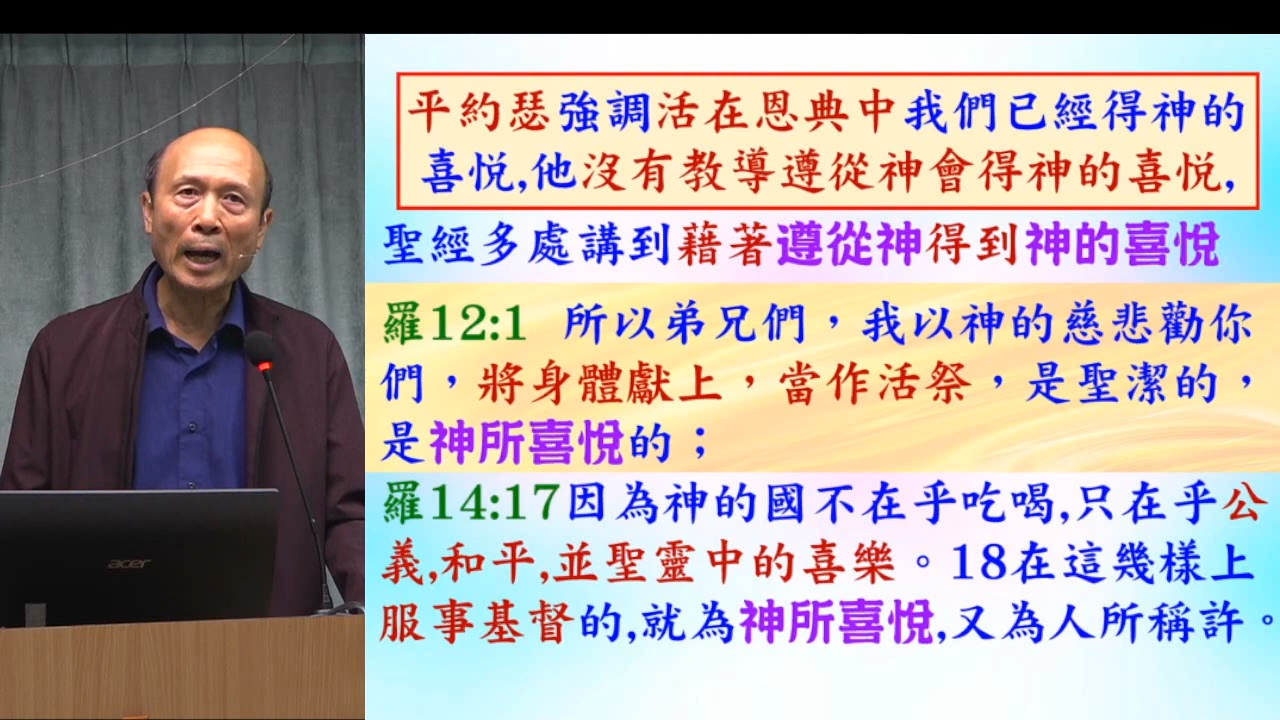 平約瑟強調活在恩典中我們已經得神的
喜悅,他沒有教導遵從神會得神的喜悅,
聖經多處講到藉著遵從神得到神的喜悅
羅12:1 所以弟兄們，我以神的慈悲勸你
們，將身體獻上，當作活祭，是聖潔的，
是神所喜悅的；
羅14:17因為神的國不在乎吃喝,只在乎公
義,和平,並聖靈中的喜樂。18在這幾樣上
服事基督的,就為神所喜悅,又為人所稱許。
acer